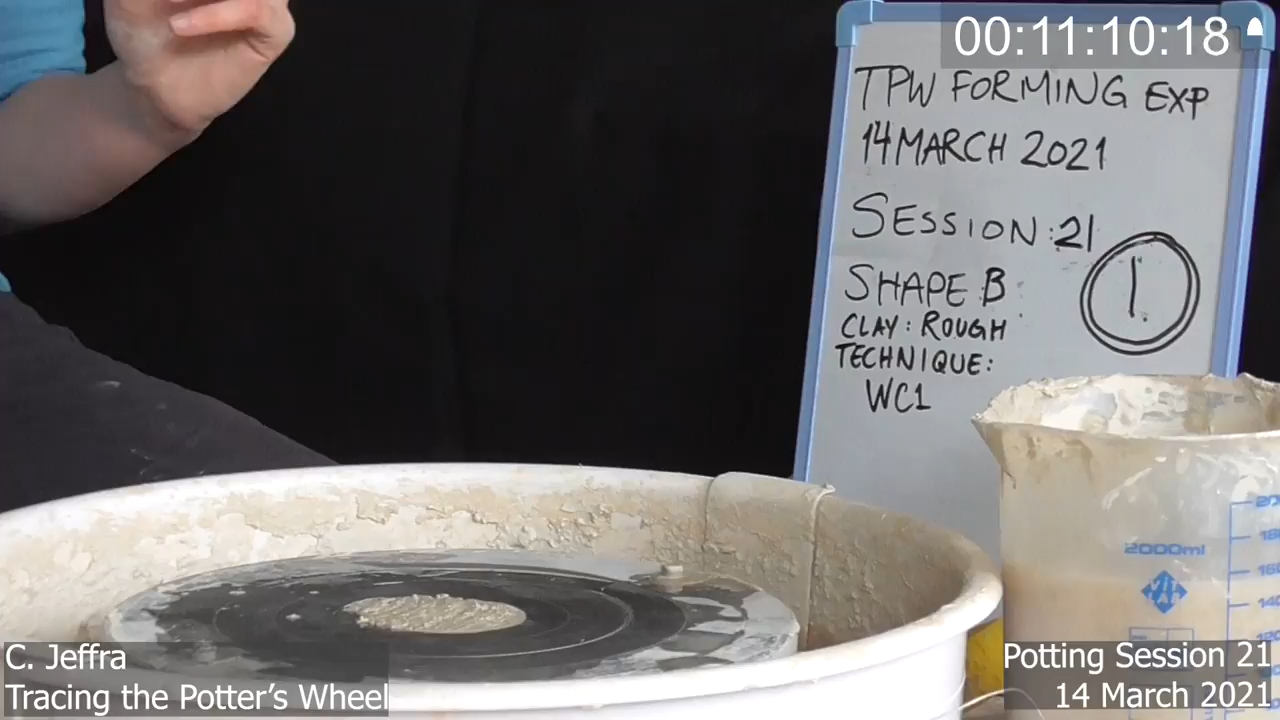 00:11:10:18
TPW FORMING EXP
14 MARCH 2021
SESSION: 21
SHAPE B
1
CLAY: ROUGH
TECHNIQUE:
WC1
2000ml
C. Jeffra
Tracing the Potter's Wheel
Potting Session 21
14 March 2021